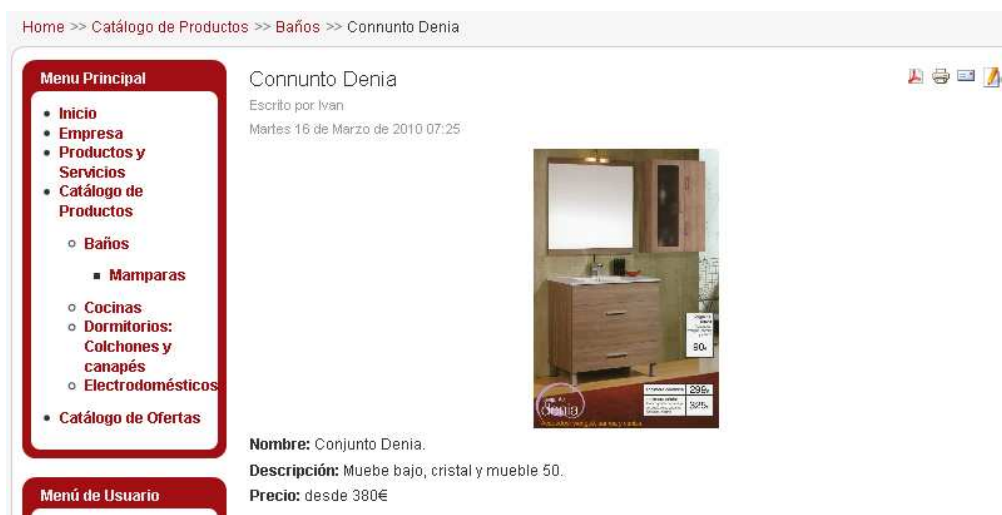 Home >> Catálogo de Productos >> Baños >> Connunto Denia
Menu Principal
Inicio
Empresa
Productos y
Servicios
Catálogo de
Productos
Baños
Mamparas
Cocinas
Dormitorios:
Colchones y
canapés
Electrodomésticos
Catálogo de Ofertas
Menú de Usuario
Connunto Denia
Escrito por Ivan
Martes 16 de Marzo de 2010 07:25
90,
299,
denia
Nombre: Conjunto Denia.
Descripción: Muebe bajo, cristal y mueble 50.
Precio: desde 380€